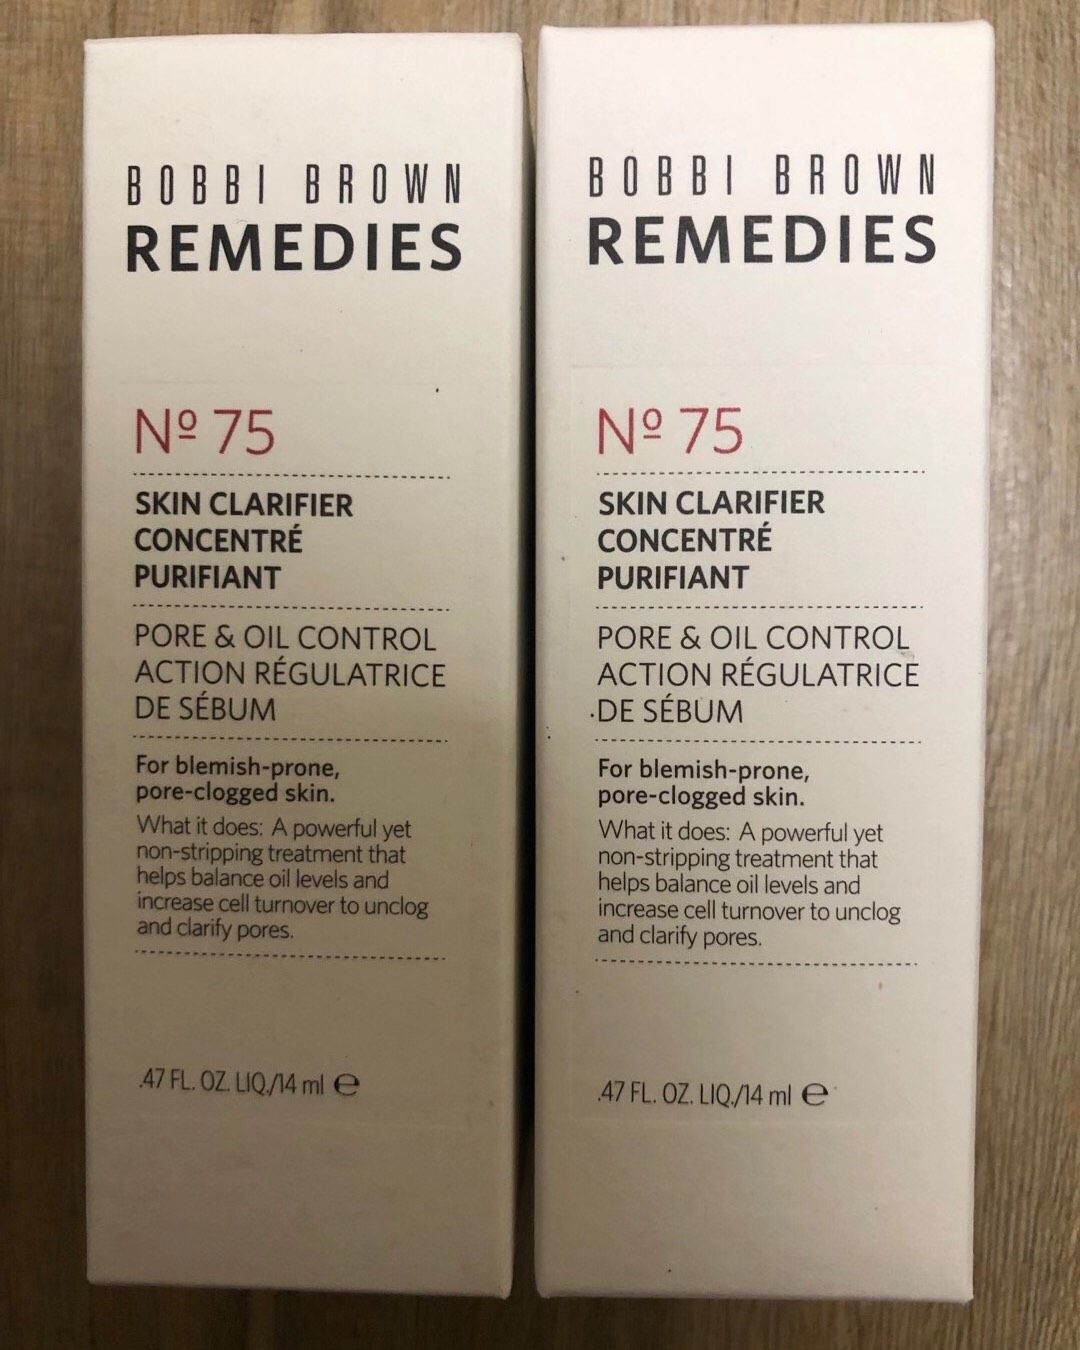 BOBBI BROWN
REMEDIES
Nº 75
SKIN CLARIFIER
CONCENTRÉ
PURIFIANT
PORE & OIL CONTROL
ACTION RÉGULATRICE
DE SÉBUM
For blemish-prone,
pore-clogged skin.
What it does: A powerful yet
non-stripping treatment that
helps balance oil levels and
increase cell turnover to unclog
and clarify pores.
.47 FL. OZ. LIQ./14 ml ℮
BOBBI BROWN
REMEDIES
Nº 75
SKIN CLARIFIER
CONCENTRÉ
PURIFIANT
PORE & OIL CONTROL
ACTION RÉGULATRICE
DE SÉBUM
For blemish-prone,
pore-clogged skin.
What it does: A powerful yet
non-stripping treatment that
helps balance oil levels and
increase cell turnover to unclog
and clarify pores.
.47 FL. OZ. LIQ./14 ml ℮